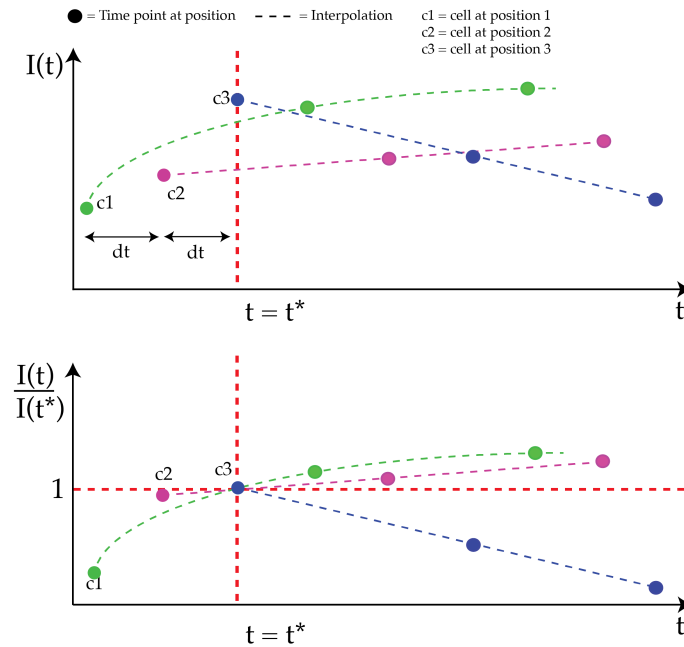 = Time point at position
= Interpolation
c1 = cell at position 1
c2 = cell at position 2
c3 = cell at position 3
I(t)
c3
c1
c2
dt
dt
t = t*
t
I(t)
I(t*)
c2
c3
1
c1
t = t*
t